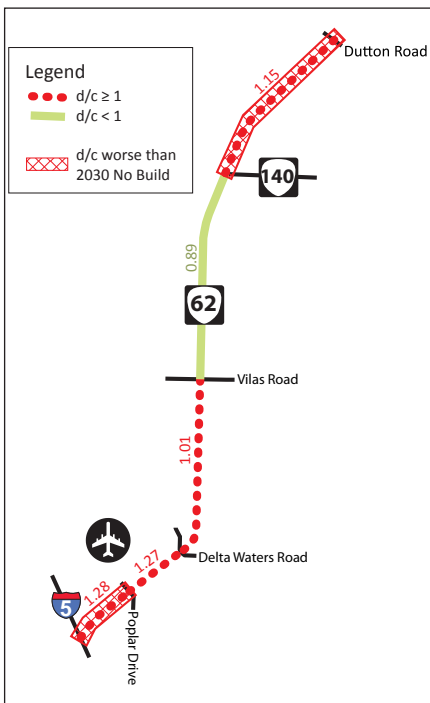 Legend
d/c ≥ 1
d/c < 1
d/c worse than
2030 No Build
Dutton Road
1.15
140
0.89
62
Vilas Road
1.01
Delta Waters Road
1.27
1.28
5
Poplar Drive